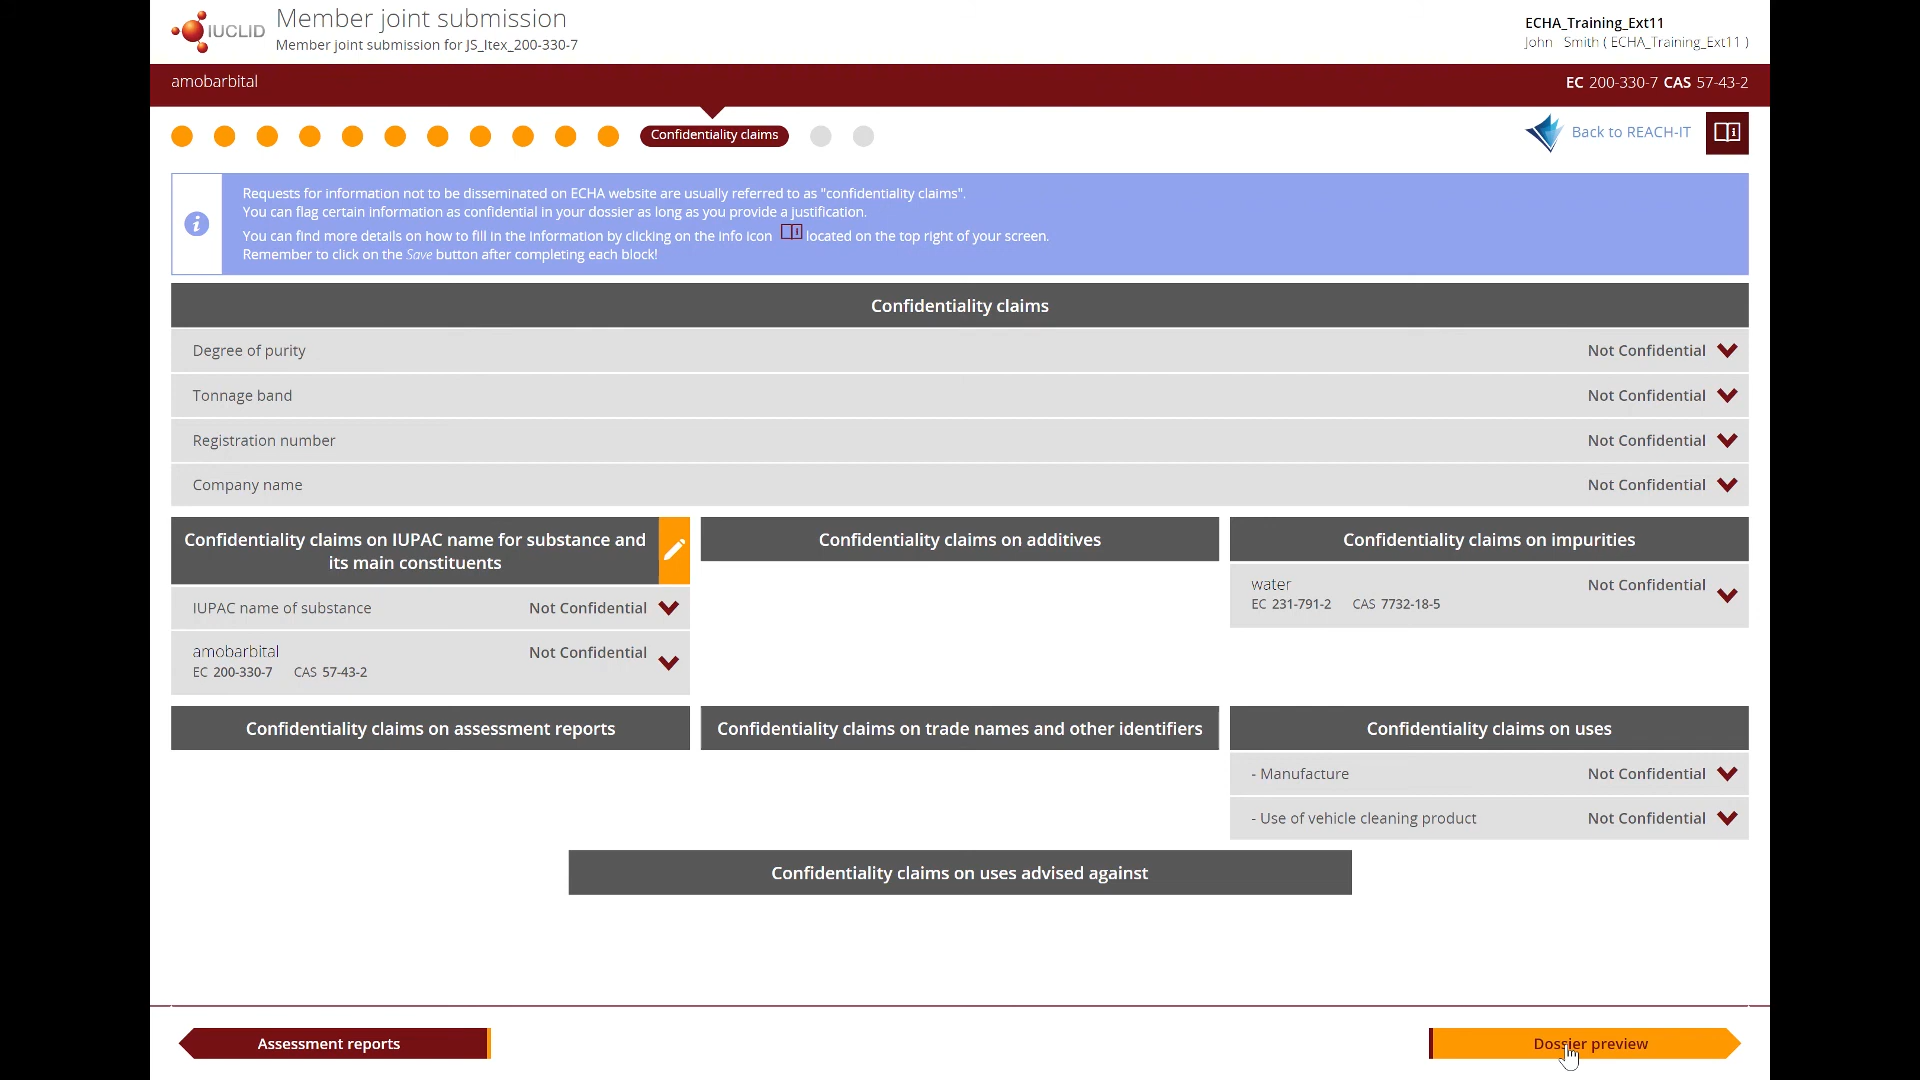 IUCLID
Member joint submission
Member joint submission for JS_Itex_200-330-7
ECHA_Training_Ext11
John Smith ( ECHA_Training_Ext11 )
amobarbital
EC 200-330-7 CAS 57-43-2
Confidentiality claims
Back to REACH-IT
Requests for information not to be disseminated on ECHA website are usually referred to as "confidentiality claims".
You can flag certain information as confidential in your dossier as long as you provide a justification.
You can find more details on how to fill in the information by clicking on the info icon located on the top right of your screen.
Remember to click on the Save button after completing each block!
Confidentiality claims
Degree of purity Not Confidential
Tonnage band Not Confidential
Registration number Not Confidential
Company name Not Confidential
Confidentiality claims on IUPAC name for substance and
its main constituents
IUPAC name of substance Not Confidential
amobarbital Not Confidential
EC 200-330-7 CAS 57-43-2
Confidentiality claims on additives
Confidentiality claims on impurities
water Not Confidential
EC 231-791-2 CAS 7732-18-5
Confidentiality claims on assessment reports
Confidentiality claims on trade names and other identifiers
Confidentiality claims on uses
- Manufacture Not Confidential
- Use of vehicle cleaning product Not Confidential
Confidentiality claims on uses advised against
Assessment reports
Dossier preview